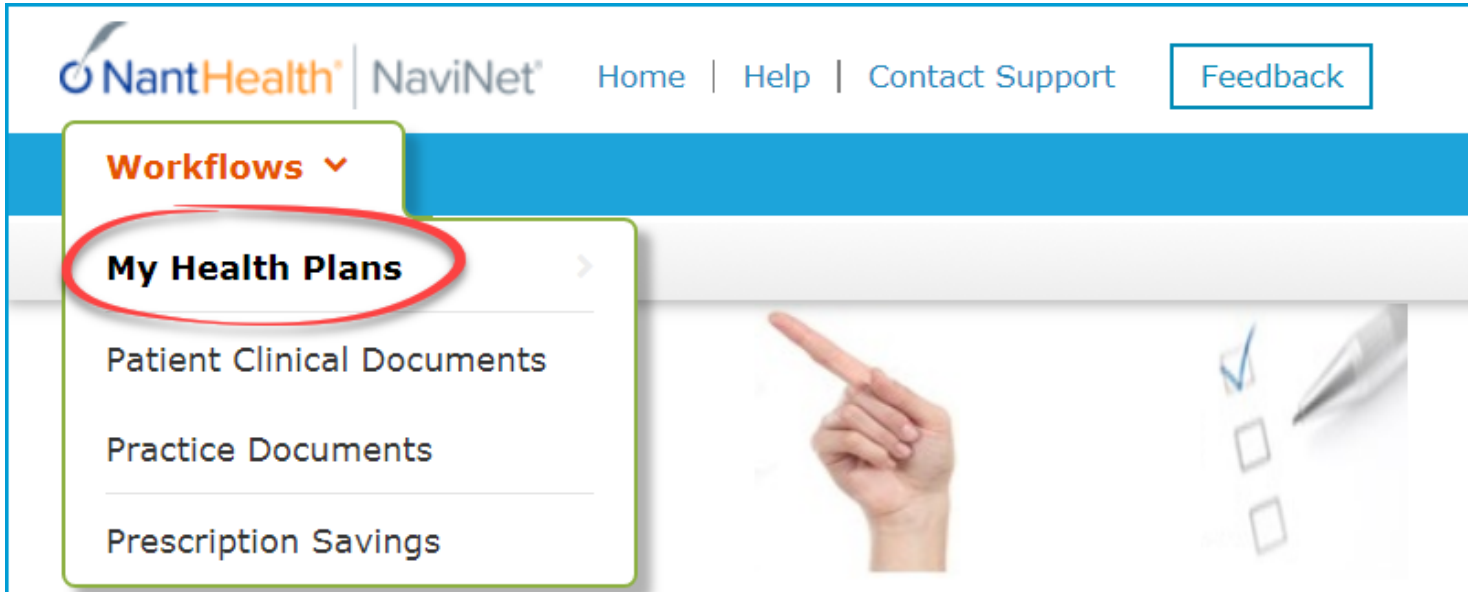 NantHealth® NaviNet® Home | Help | Contact Support Feedback
Workflows
My Health Plans
Patient Clinical Documents
Practice Documents
Prescription Savings